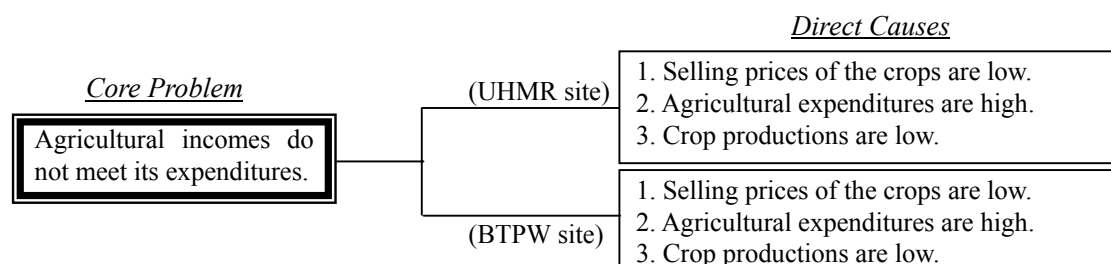 Direct Causes
Core Problem
Agricultural incomes do
not meet its expenditures.
(UHMR site)
1. Selling prices of the crops are low.
2. Agricultural expenditures are high.
3. Crop productions are low.
(BTPW site)
1. Selling prices of the crops are low.
2. Agricultural expenditures are high.
3. Crop productions are low.